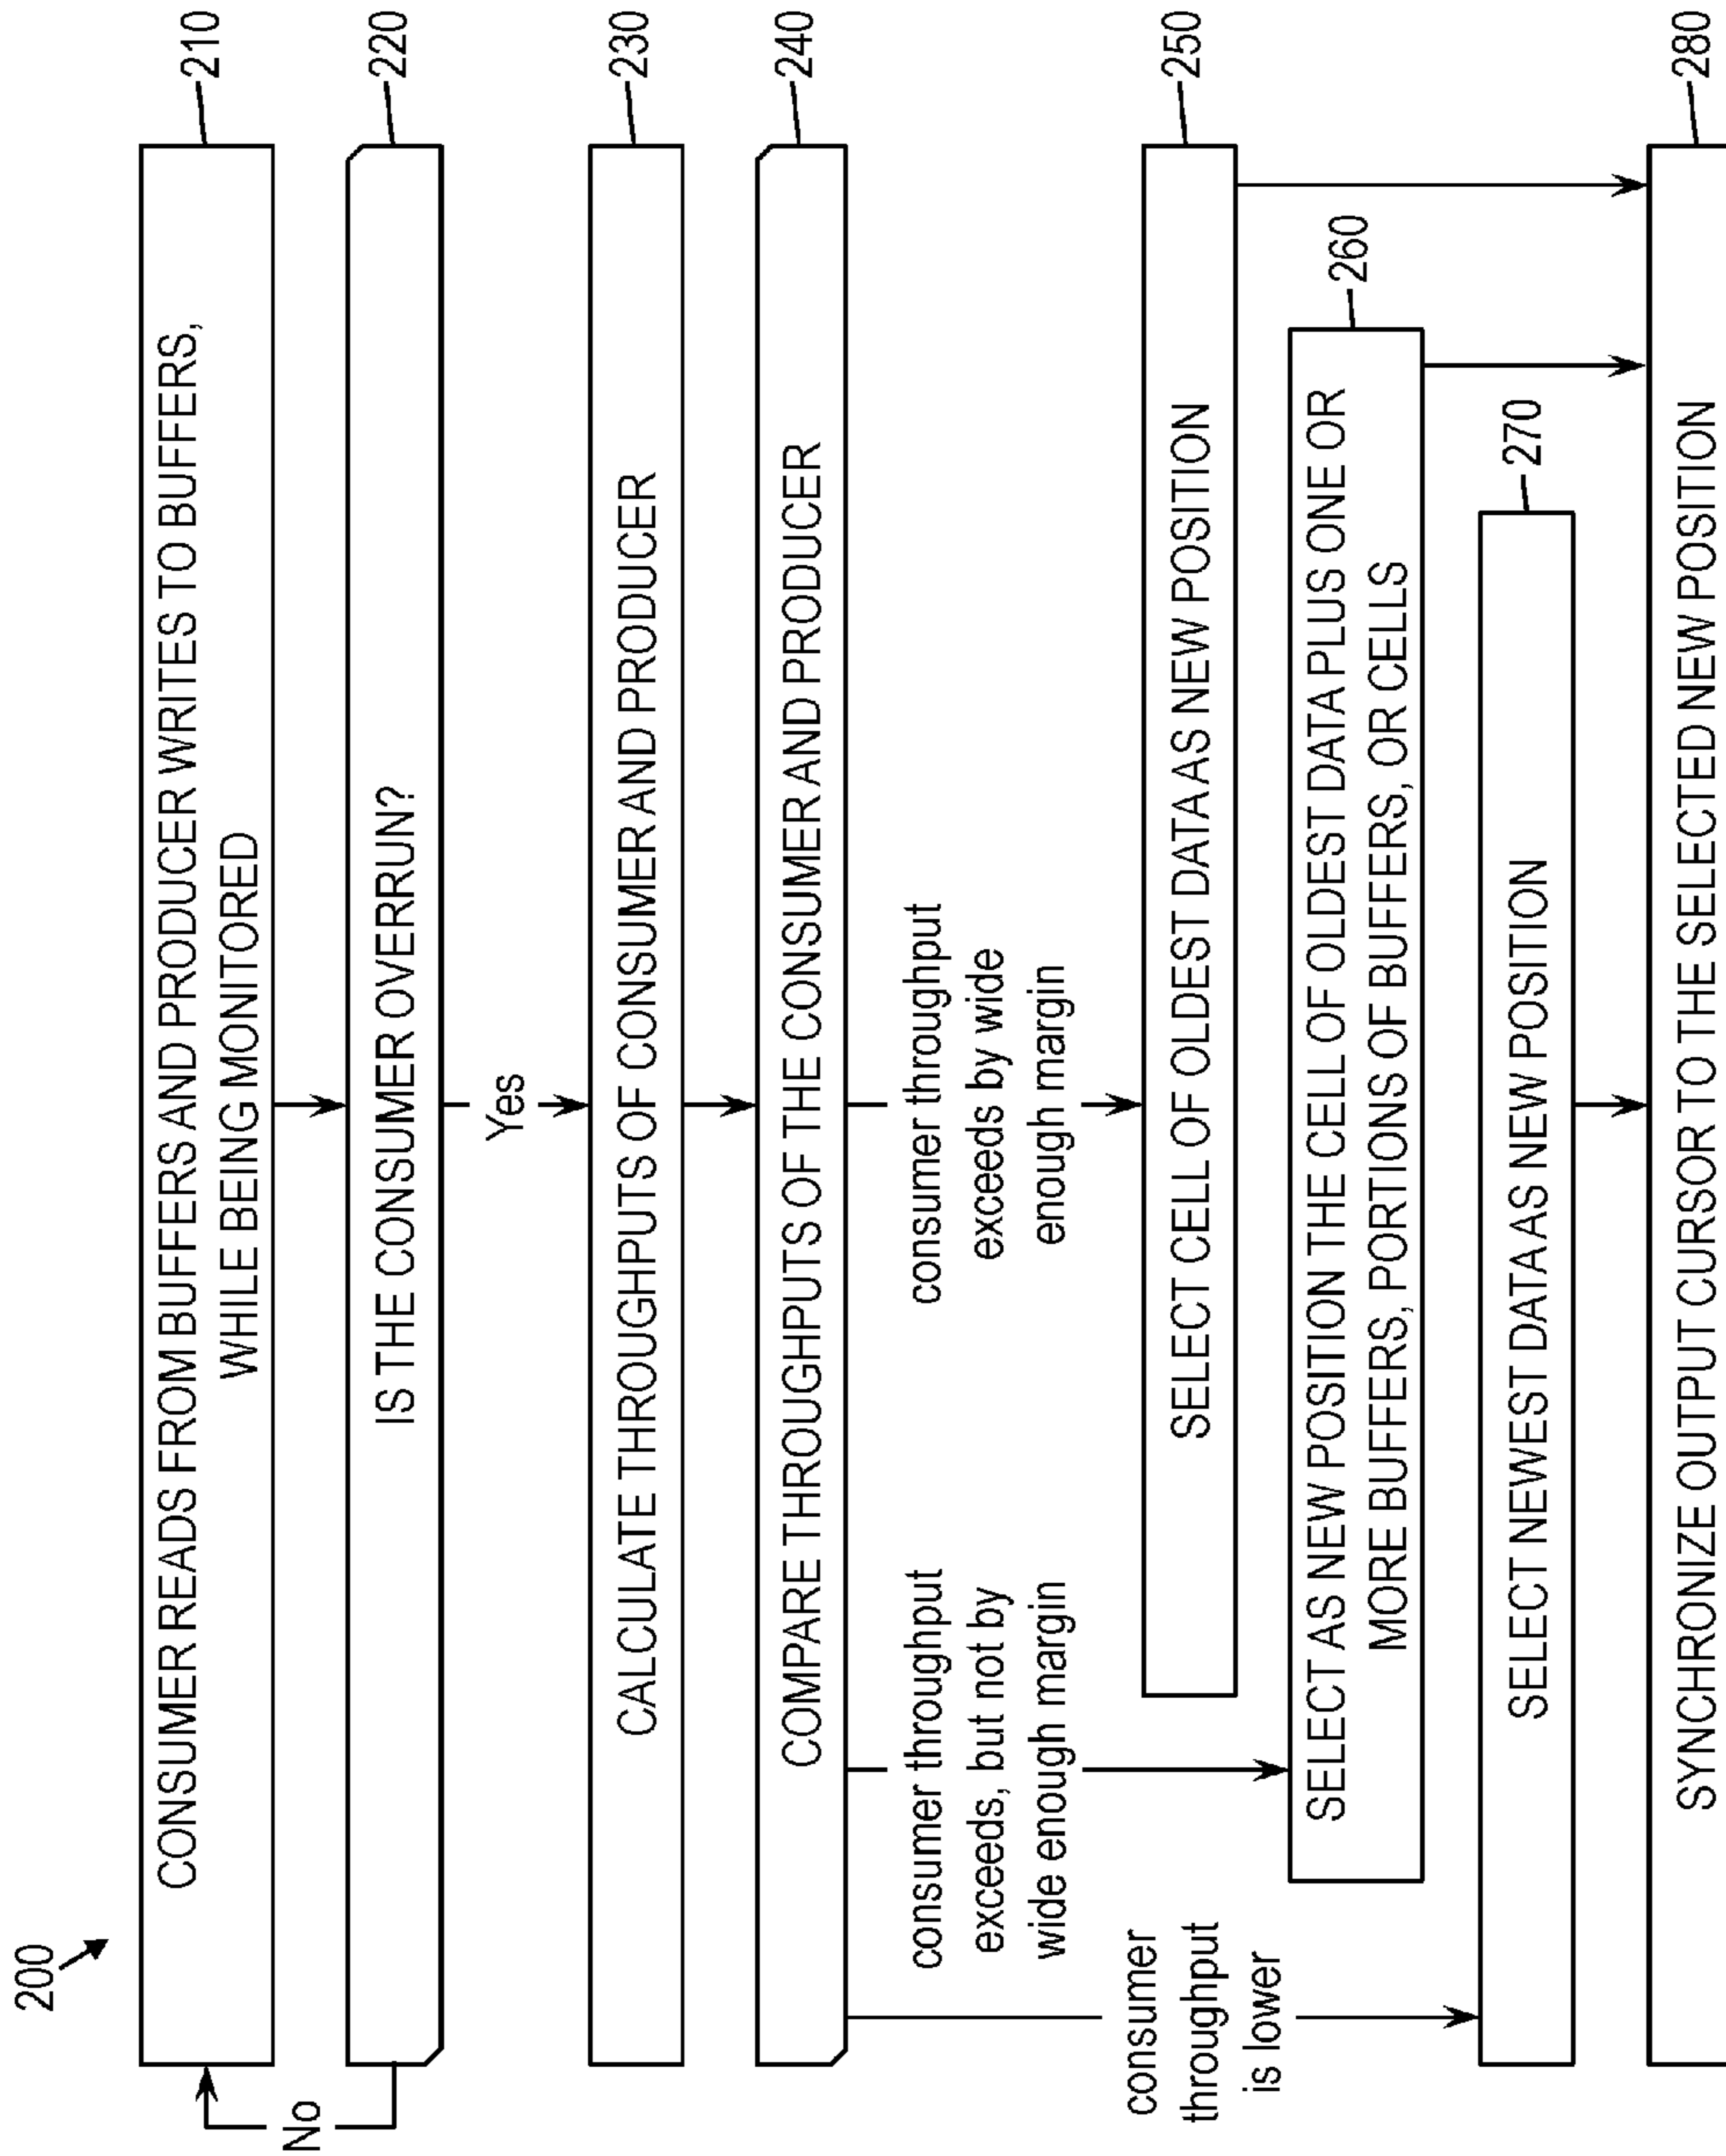 200
CONSUMER READS FROM BUFFERS AND PRODUCER WRITES TO BUFFERS,
WHILE BEING MONITORED
210
No
IS THE CONSUMER OVERRUN?
220
Yes
CALCULATE THROUGHPUTS OF CONSUMER AND PRODUCER
230
COMPARE THROUGHPUTS OF THE CONSUMER AND PRODUCER
240
consumer
throughput
is lower
consumer throughput
exceeds, but not by
wide enough margin
consumer throughput
exceeds by wide
enough margin
SELECT CELL OF OLDEST DATA AS NEW POSITION
250
SELECT AS NEW POSITION THE CELL OF OLDEST DATA PLUS ONE OR
MORE BUFFERS, PORTIONS OF BUFFERS, OR CELLS
260
SELECT NEWEST DATA AS NEW POSITION
270
SYNCHRONIZE OUTPUT CURSOR TO THE SELECTED NEW POSITION
280